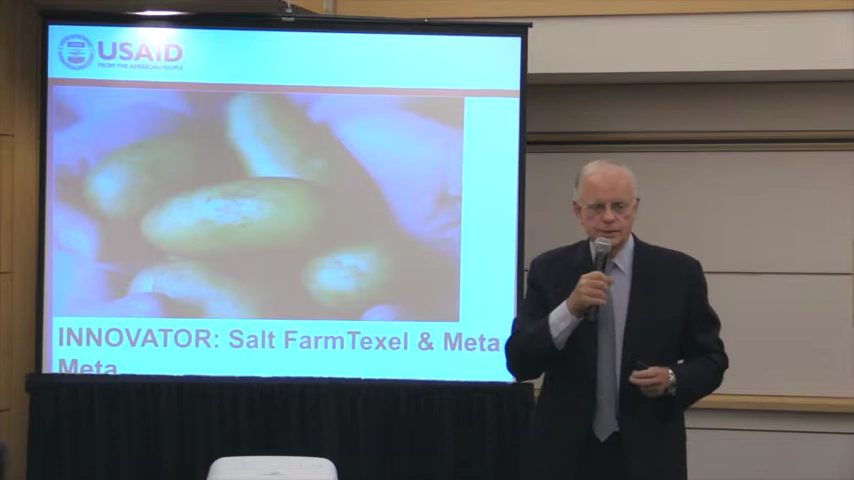 USAID
FROM THE AMERICAN PEOPLE
INNOVATOR: Salt FarmTexel & Meta
Meta